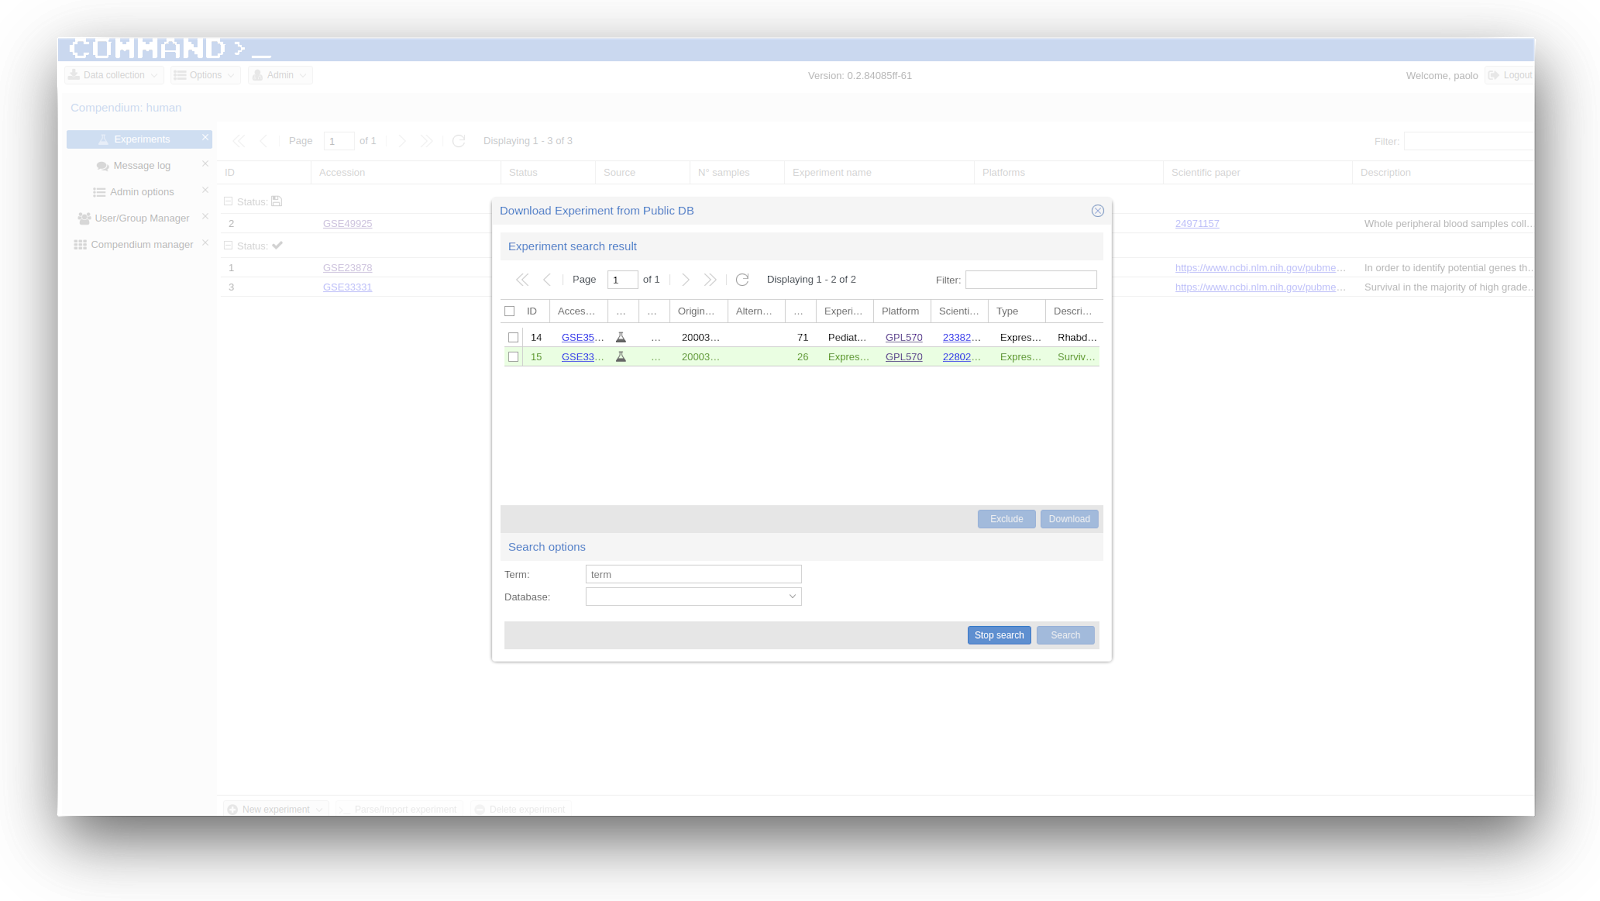 COMMAND>_
Data collection Options Admin Version: 0.2.84085ff-61 Welcome, paolo Logout
Compendium: human
Experiments
Message log
Admin options
User/Group Manager
Compendium manager
Page 1 of 1 Displaying 1 - 3 of 3 Filter:
ID Accession Status Source N° samples Experiment name Platforms Scientific paper Description
Status:
2 GSE49925 24971157 Whole peripheral blood samples coll...
Status:
1 GSE23878 https://www.ncbi.nlm.nih.gov/pubme... In order to identify potential genes th...
3 GSE33331 https://www.ncbi.nlm.nih.gov/pubme... Survival in the majority of high grade...
Download Experiment from Public DB
Experiment search result
Page 1 of 1 Displaying 1 - 2 of 2 Filter:
ID Acces... ... ... Origin... Altern... ... Experi... Platform Scienti... Type Descri...
14 GSE35... ... 20003... 71 Pediat... GPL570 23382... Expres... Rhabd...
15 GSE33... ... 20003... 26 Expres... GPL570 22802... Expres... Surviv...
Exclude Download
Search options
Term: term
Database:
Stop search Search
New experiment Parse/Import experiment Delete experiment